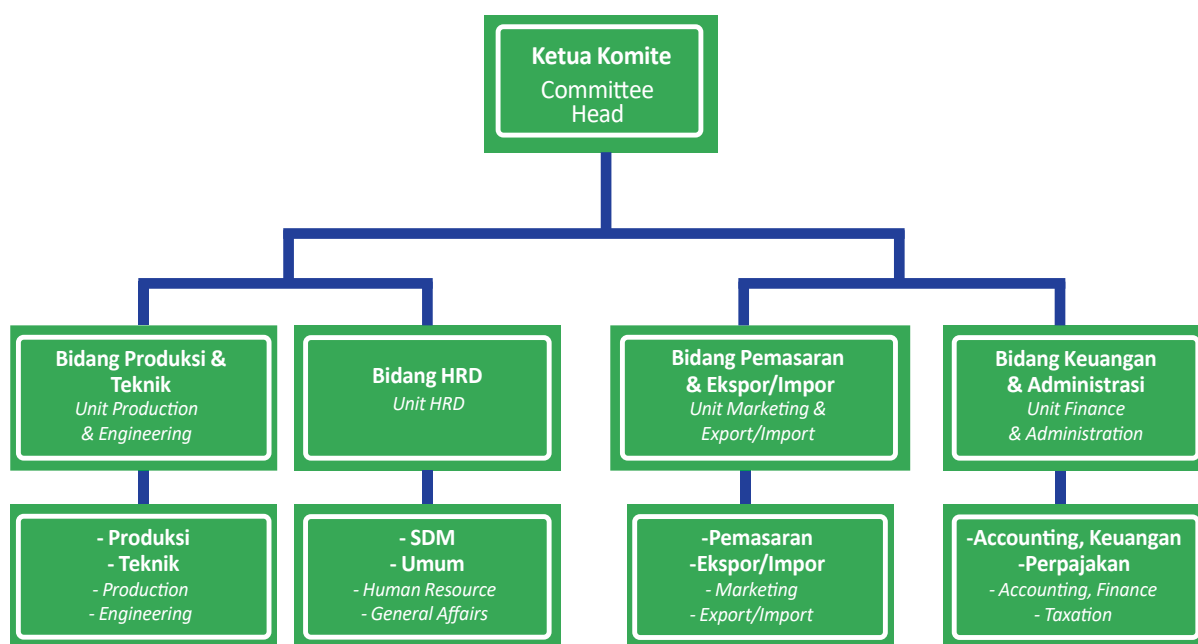 Ketua Komite
Committee
Head
Bidang Produksi &
Teknik
Unit Production
& Engineering
Bidang HRD
Unit HRD
Bidang Pemasaran
& Ekspor/Impor
Unit Marketing &
Export/Import
Bidang Keuangan
& Administrasi
Unit Finance
& Administration
- Produksi
- Teknik
- Production
- Engineering
- SDM
- Umum
- Human Resource
- General Affairs
-Pemasaran
-Ekspor/Impor
- Marketing
- Export/Import
-Accounting, Keuangan
-Perpajakan
- Accounting, Finance
- Taxation